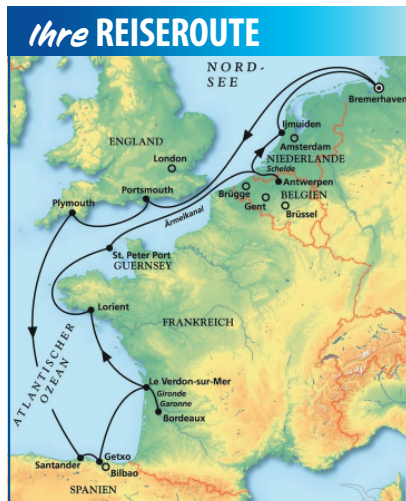 Ihre REISEROUTE
NORD-
SEE
Bremerhaven
Ijmuiden
ENGLAND
Amsterdam
NIEDERLANDE
London
Schelde
Antwerpen
Portsmouth
Brügge
BELGIEN
Plymouth
Gent
Brüssel
Ärmelkanal
St. Peter Port
GUERNSEY
Lorient
FRANKREICH
ATLANTISCHER
OZEAN
Le Verdon-sur-Mer
Gironde
Garonne
Bordeaux
Getxo
Santander
Bilbao
SPANIEN